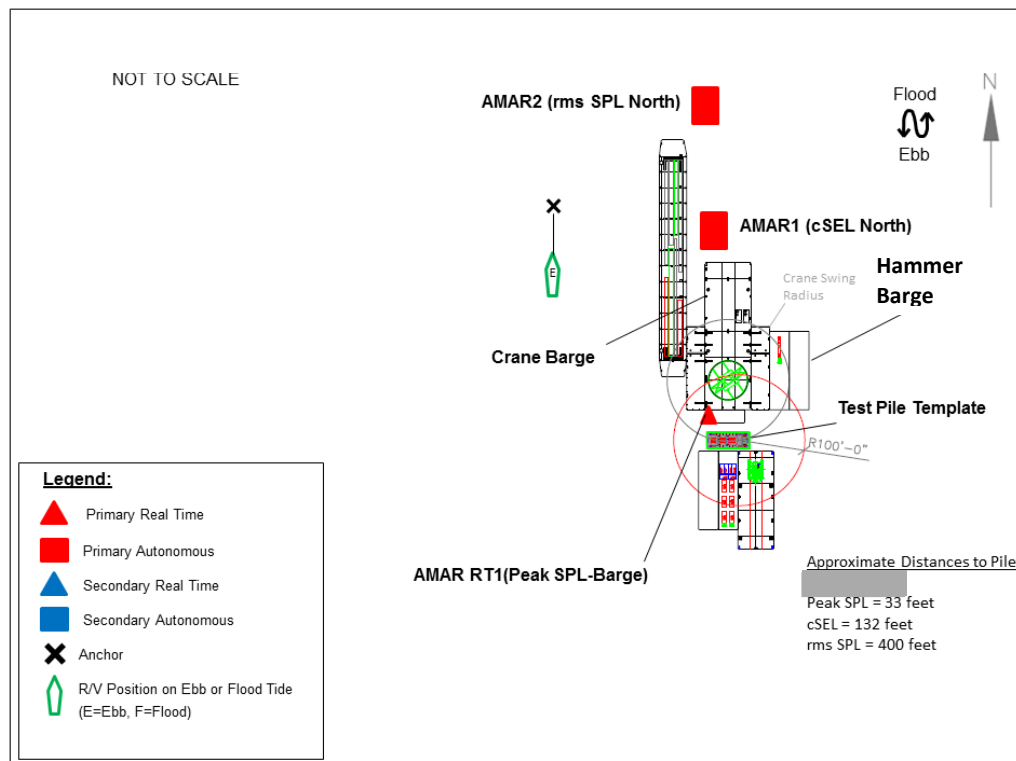 NOT TO SCALE
AMAR2 (rms SPL North)
Flood
Ebb
N
AMAR1 (cSEL North)
E
Crane Swing
Radius
Hammer
Barge
Crane Barge
Test Pile Template
R100'-0"
AMAR RT1(Peak SPL-Barge)
Legend:
Primary Real Time
Primary Autonomous
Secondary Real Time
Secondary Autonomous
Anchor
R/V Position on Ebb or Flood Tide
(E=Ebb, F=Flood)
Approximate Distances to Pile
Peak SPL = 33 feet
cSEL = 132 feet
rms SPL = 400 feet